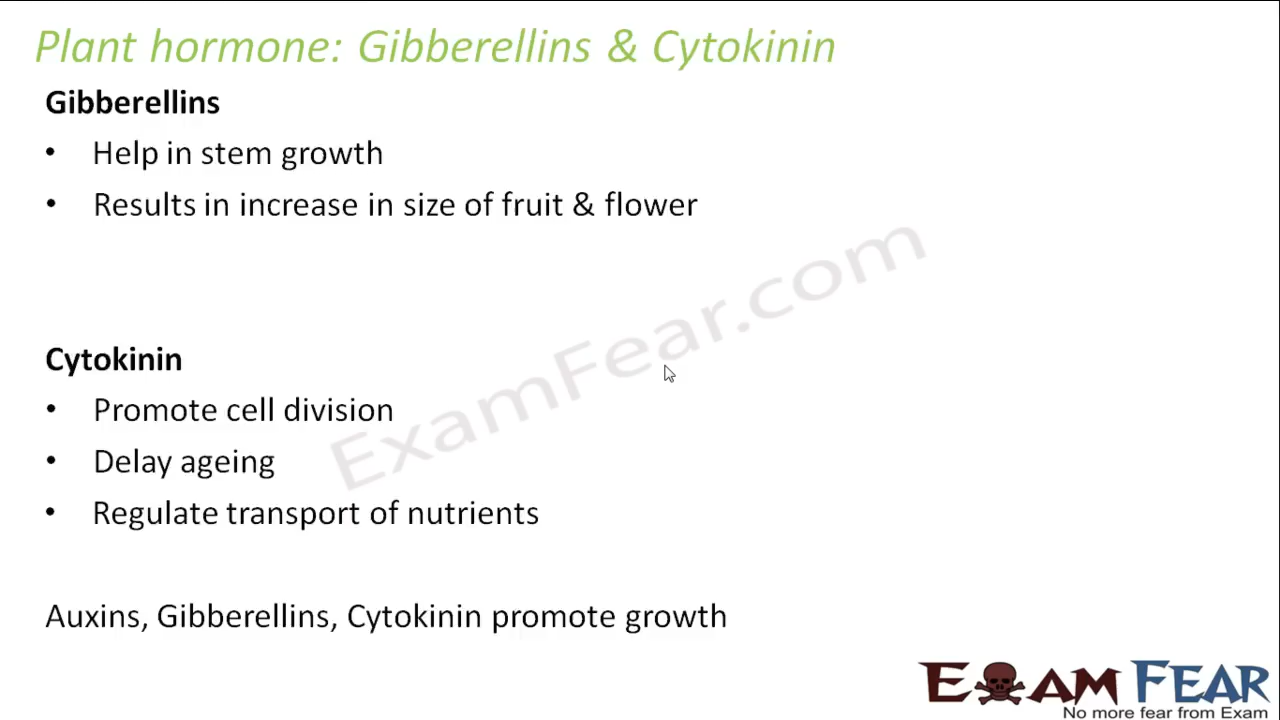 Plant hormone: Gibberellins & Cytokinin
Gibberellins
• Help in stem growth
• Results in increase in size of fruit & flower
ExamFear.com
Cytokinin
• Promote cell division
• Delay ageing
• Regulate transport of nutrients
Auxins, Gibberellins, Cytokinin promote growth
EXAM FEAR
No more fear from Exam